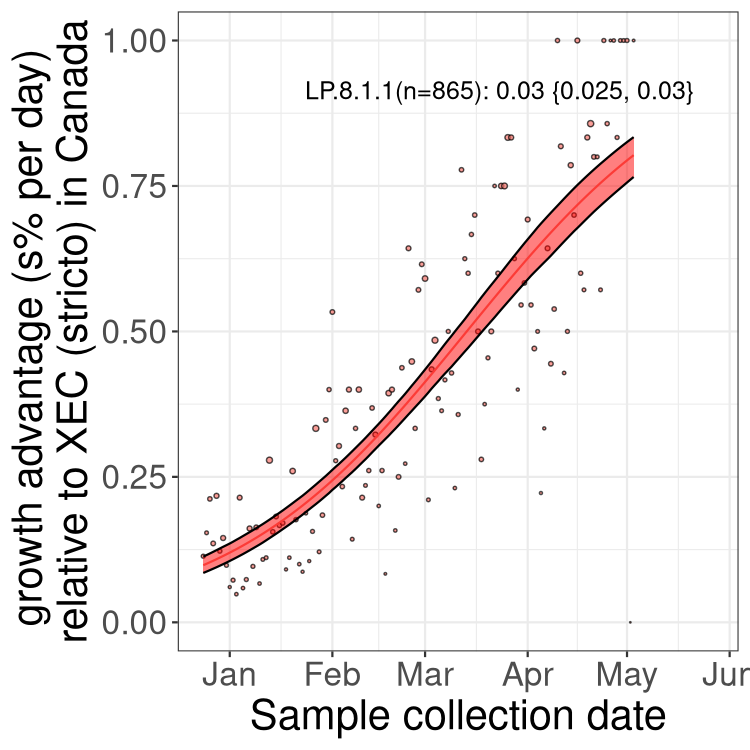 growth advantage (s% per day)
relative to XEC (stricto) in Canada
1.00
0.75
0.50
0.25
0.00
LP.8.1.1(n=865): 0.03 {0.025, 0.03}
Jan Feb Mar Apr May Jur
Sample collection date